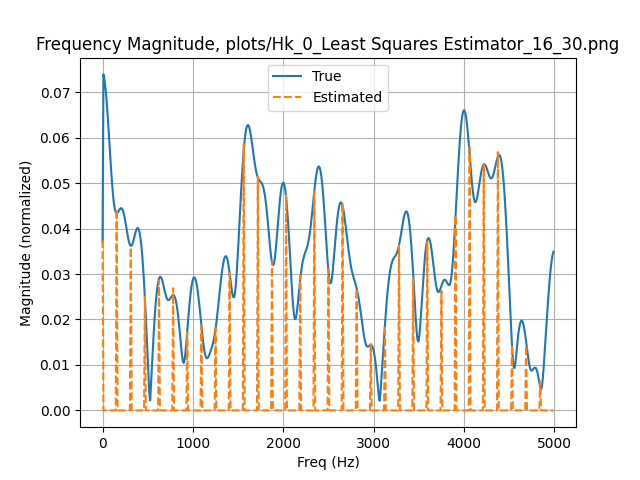 Frequency Magnitude, plots/Hk_0_Least Squares Estimator_16_30.png
True
Estimated
Magnitude (normalized)
0.07
0.06
0.05
0.04
0.03
0.02
0.01
0.00
0 1000 2000 3000 4000 5000
Freq (Hz)